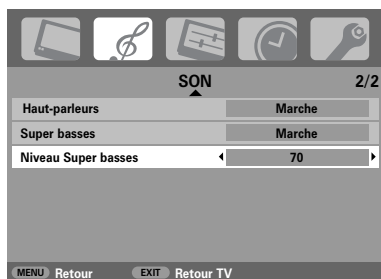 SON 2/2
Haut-parleurs Marche
Super basses Marche
Niveau Super basses 70
MENU Retour EXIT Retour TV